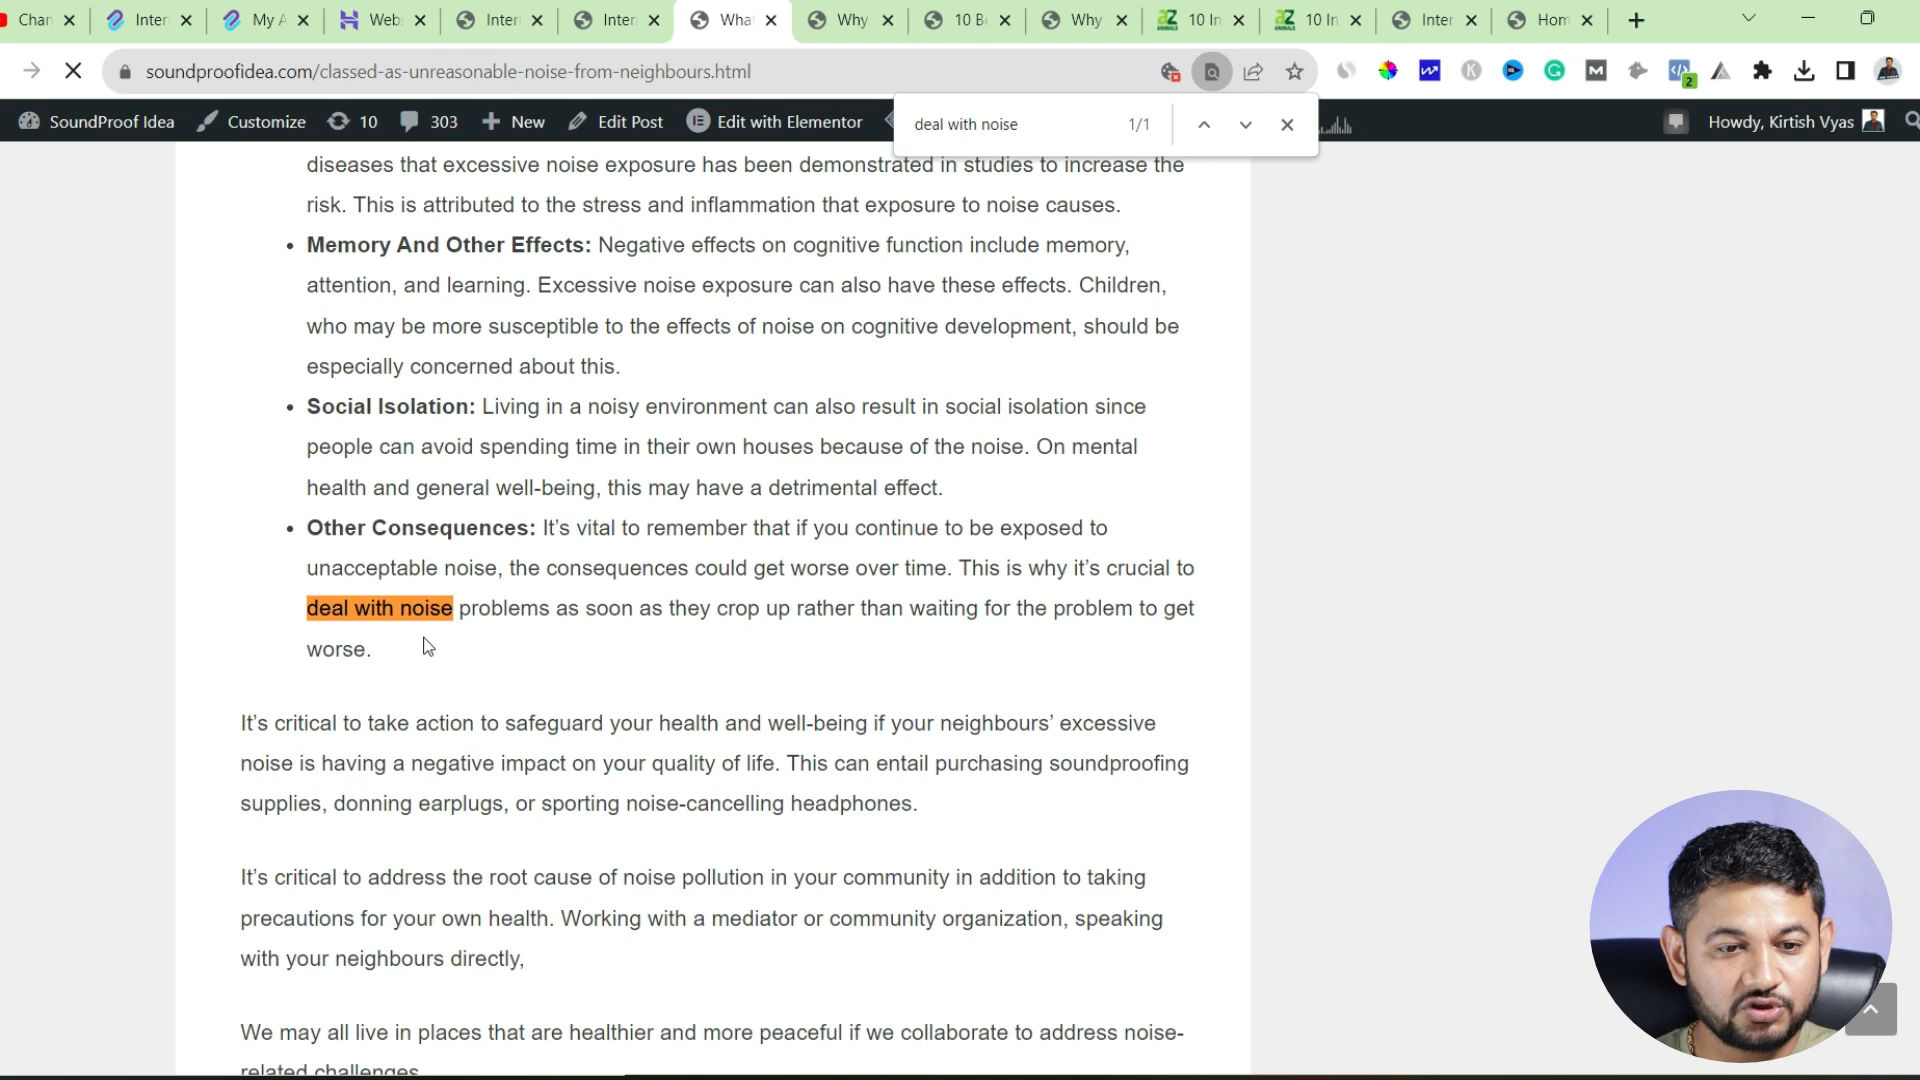 Chan
Inter
My A
Web
Inter
Inter
Wha
Why
10 B
Why
10 In
10 In
Inter
Hom
soundproofidea.com/classed-as-unreasonable-noise-from-neighbours.html
2
SoundProof Idea
Customize
10
303
New
Edit Post
Edit with Elementor
deal with noise
1/1
Howdy, Kirtish Vyas
diseases that excessive noise exposure has been demonstrated in studies to increase the
risk. This is attributed to the stress and inflammation that exposure to noise causes.
• Memory And Other Effects: Negative effects on cognitive function include memory,
attention, and learning. Excessive noise exposure can also have these effects. Children,
who may be more susceptible to the effects of noise on cognitive development, should be
especially concerned about this.
• Social Isolation: Living in a noisy environment can also result in social isolation since
people can avoid spending time in their own houses because of the noise. On mental
health and general well-being, this may have a detrimental effect.
• Other Consequences: It’s vital to remember that if you continue to be exposed to
unacceptable noise, the consequences could get worse over time. This is why it’s crucial to
deal with noise problems as soon as they crop up rather than waiting for the problem to get
worse.
It’s critical to take action to safeguard your health and well-being if your neighbours’ excessive
noise is having a negative impact on your quality of life. This can entail purchasing soundproofing
supplies, donning earplugs, or sporting noise-cancelling headphones.
It’s critical to address the root cause of noise pollution in your community in addition to taking
precautions for your own health. Working with a mediator or community organization, speaking
with your neighbours directly,
We may all live in places that are healthier and more peaceful if we collaborate to address noise-
related challenges